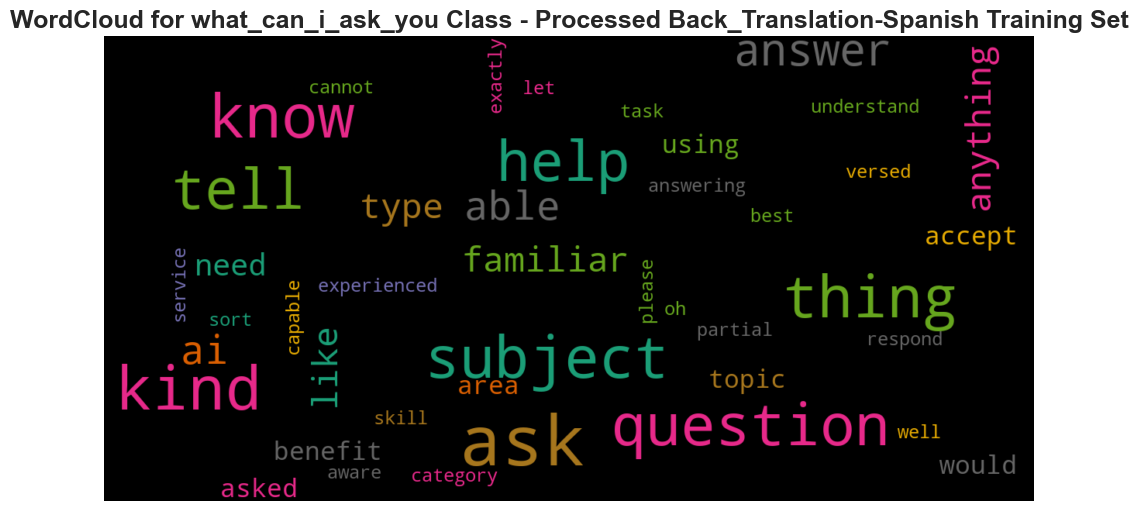 WordCloud for what_can_i_ask_you Class - Processed Back_Translation-Spanish Training Set
answer
exactly
anything
cannot
let
know
task
understand
using
help
tell
versed
answering
type
able
best
accept
need
familiar
service
please
experienced
capable
thing
oh
sort
partial
like
respond
ai
subject
kind
area
topic
skill
question
ask
well
benefit
would
aware
category
asked